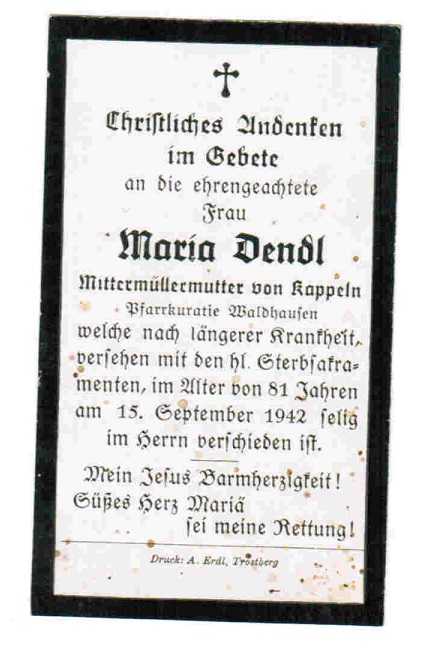 Christliches Andenken
im Gebete
an die ehrengeachtete
Frau
Maria Dendl
Mittermüllermutter von Kappeln
Pfarrkuratie Waldhausen
welche nach längerer Krankheit,
versehen mit den hl. Sterbsakra-
menten, im Alter von 81 Jahren
am 15. September 1942 selig
im Herrn verschieden ist.
Mein Jesus Barmherzigkeit!
Süßes Herz Mariä
sei meine Rettung!
Druck: A. Erdl, Trostberg